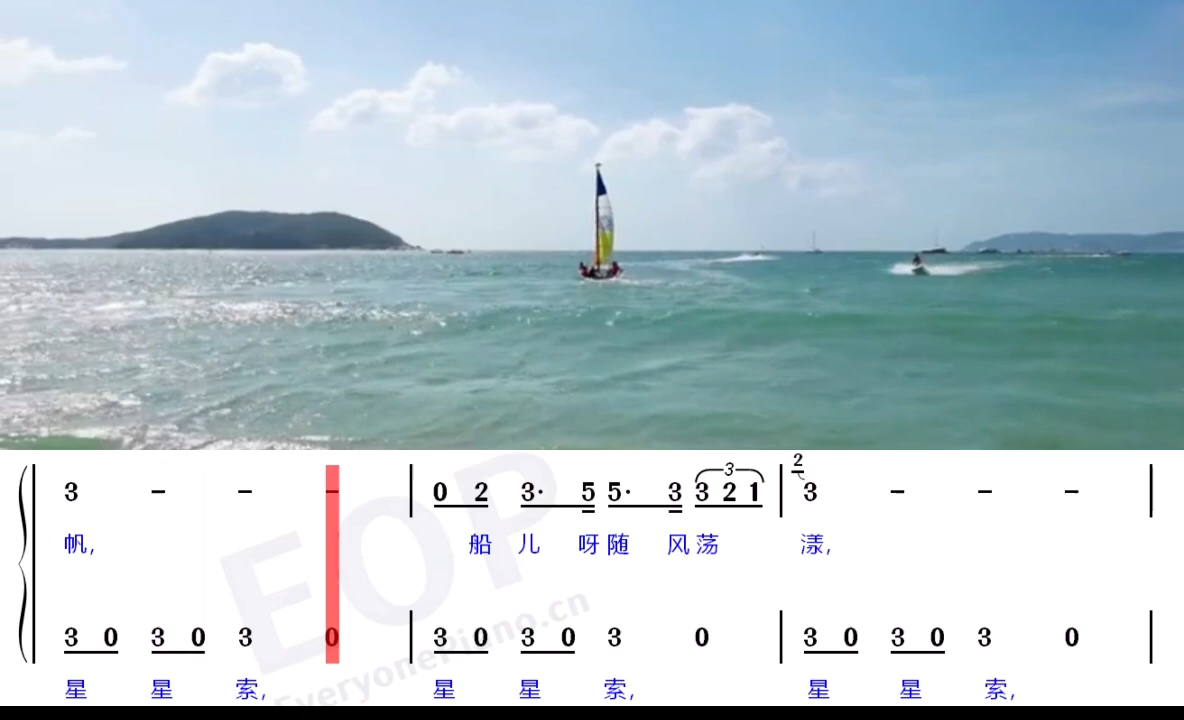 3 - - - | 0 2 3· 5 5· 3 3 2 1 | 2 3 - - - |
帆, 船 儿 呀 随 风 荡 漾,
3 0 3 0 3 0 | 3 0 3 0 3 0 | 3 0 3 0 3 0 |
星 星 索, 星 星 索, 星 星 索,
EOP
EveryonePiano.cn